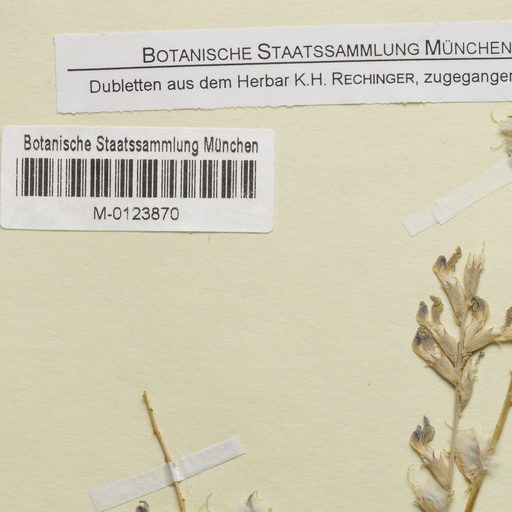 BOTANISCHE STAATSSAMMLUNG MÜNCHEN
Dubletten aus dem Herbar K.H. RECHINGER, zugegangen
Botanische Staatssammlung München
M-0123870